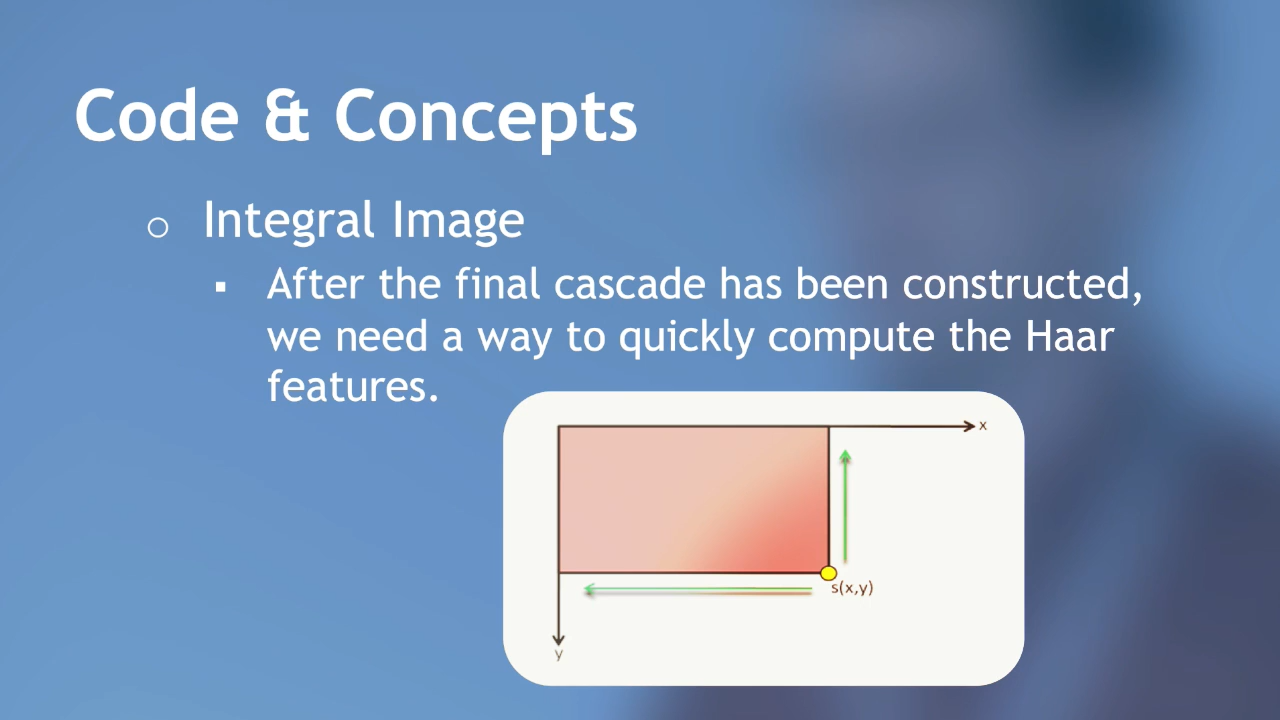 Code & Concepts
Integral Image
After the final cascade has been constructed,
we need a way to quickly compute the Haar
features.
x
s(x,y)
y